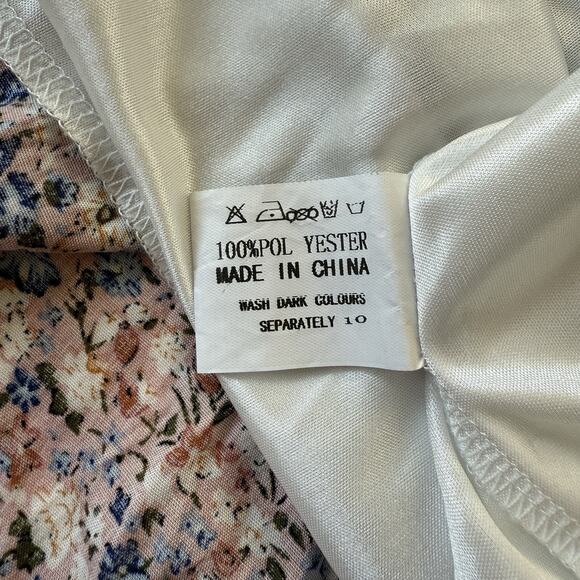 100%POL YESTER
MADE IN CHINA
WASH DARK COLOURS
SEPARATELY 10